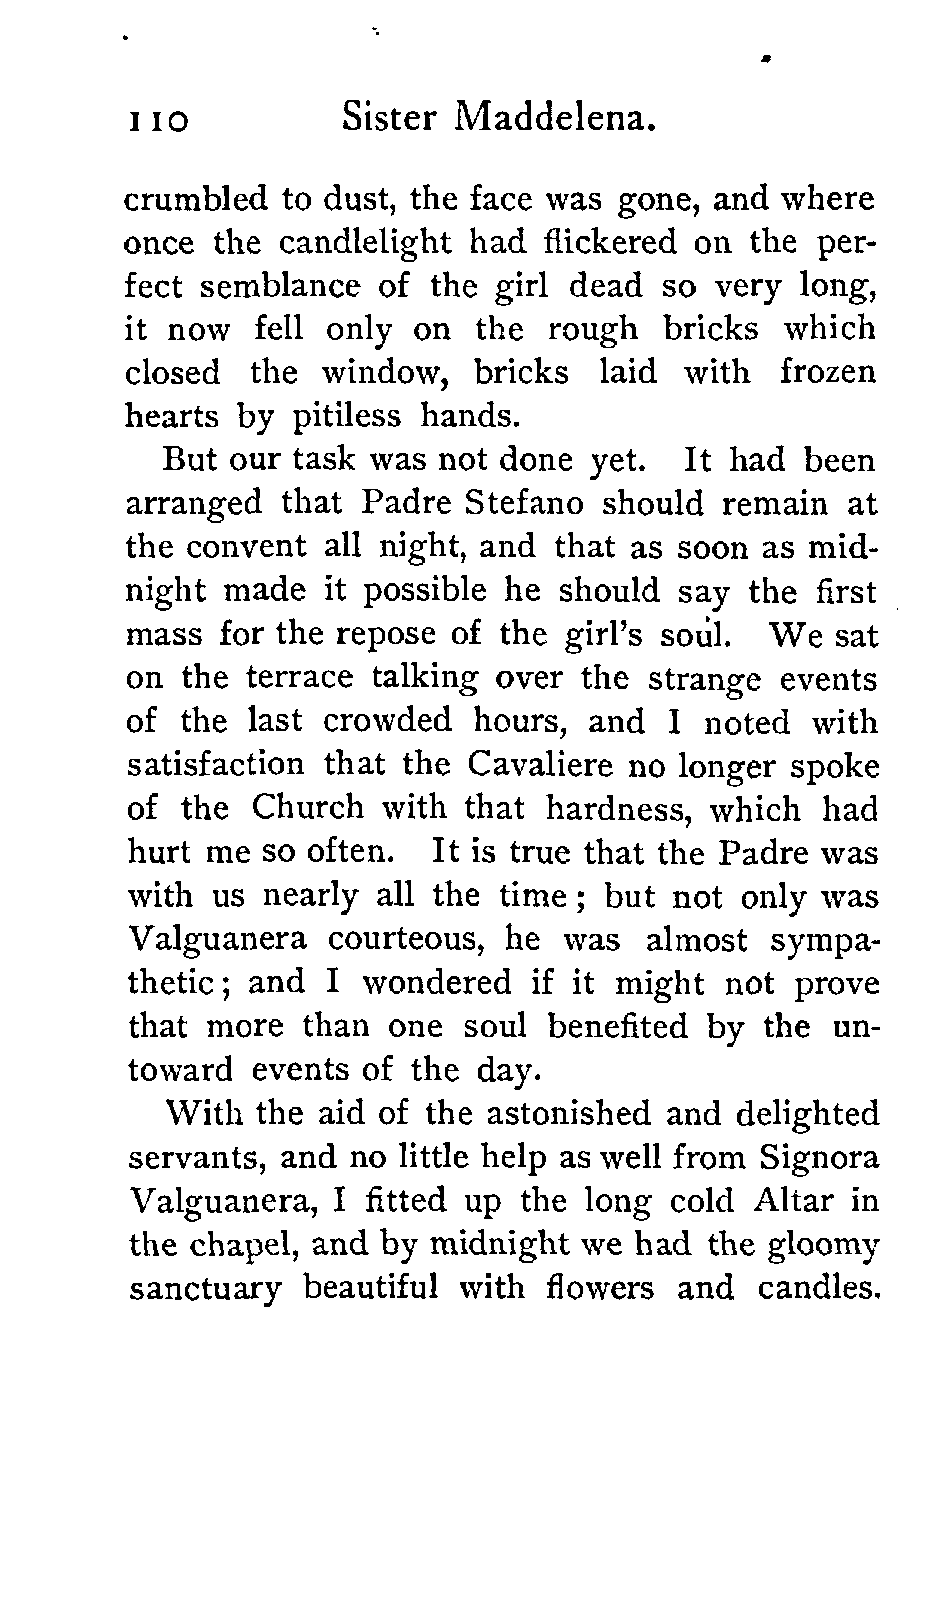 110 Sister Maddelena.
crumbled to dust, the face was gone, and where
once the candlelight had flickered on the per-
fect semblance of the girl dead so very long,
it now fell only on the rough bricks which
closed the window, bricks laid with frozen
hearts by pitiless hands.
But our task was not done yet. It had been
arranged that Padre Stefano should remain at
the convent all night, and that as soon as mid-
night made it possible he should say the first
mass for the repose of the girl's soul. We sat
on the terrace talking over the strange events
of the last crowded hours, and I noted with
satisfaction that the Cavaliere no longer spoke
of the Church with that hardness, which had
hurt me so often. It is true that the Padre was
with us nearly all the time; but not only was
Valguanera courteous, he was almost sympa-
thetic; and I wondered if it might not prove
that more than one soul benefited by the un-
toward events of the day.
With the aid of the astonished and delighted
servants, and no little help as well from Signora
Valguanera, I fitted up the long cold Altar in
the chapel, and by midnight we had the gloomy
sanctuary beautiful with flowers and candles.